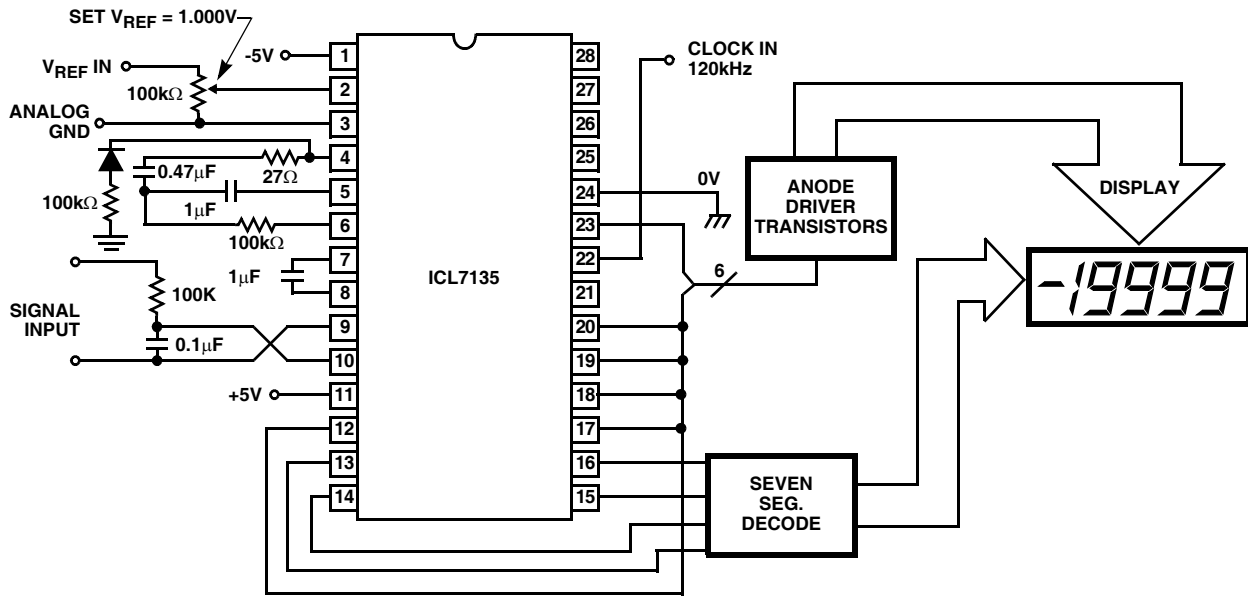 SET VREF = 1.000V
-5V
VREF IN
100kΩ
ANALOG
GND
0.47µF
27Ω
100kΩ
1µF
100kΩ
1µF
100K
SIGNAL
INPUT
0.1µF
+5V
1
2
3
4
5
6
7
8
9
10
11
12
13
14
ICL7135
28
27
26
25
24
23
22
21
20
19
18
17
16
15
CLOCK IN
120kHz
0V
6
ANODE
DRIVER
TRANSISTORS
DISPLAY
-19999
SEVEN
SEG.
DECODE